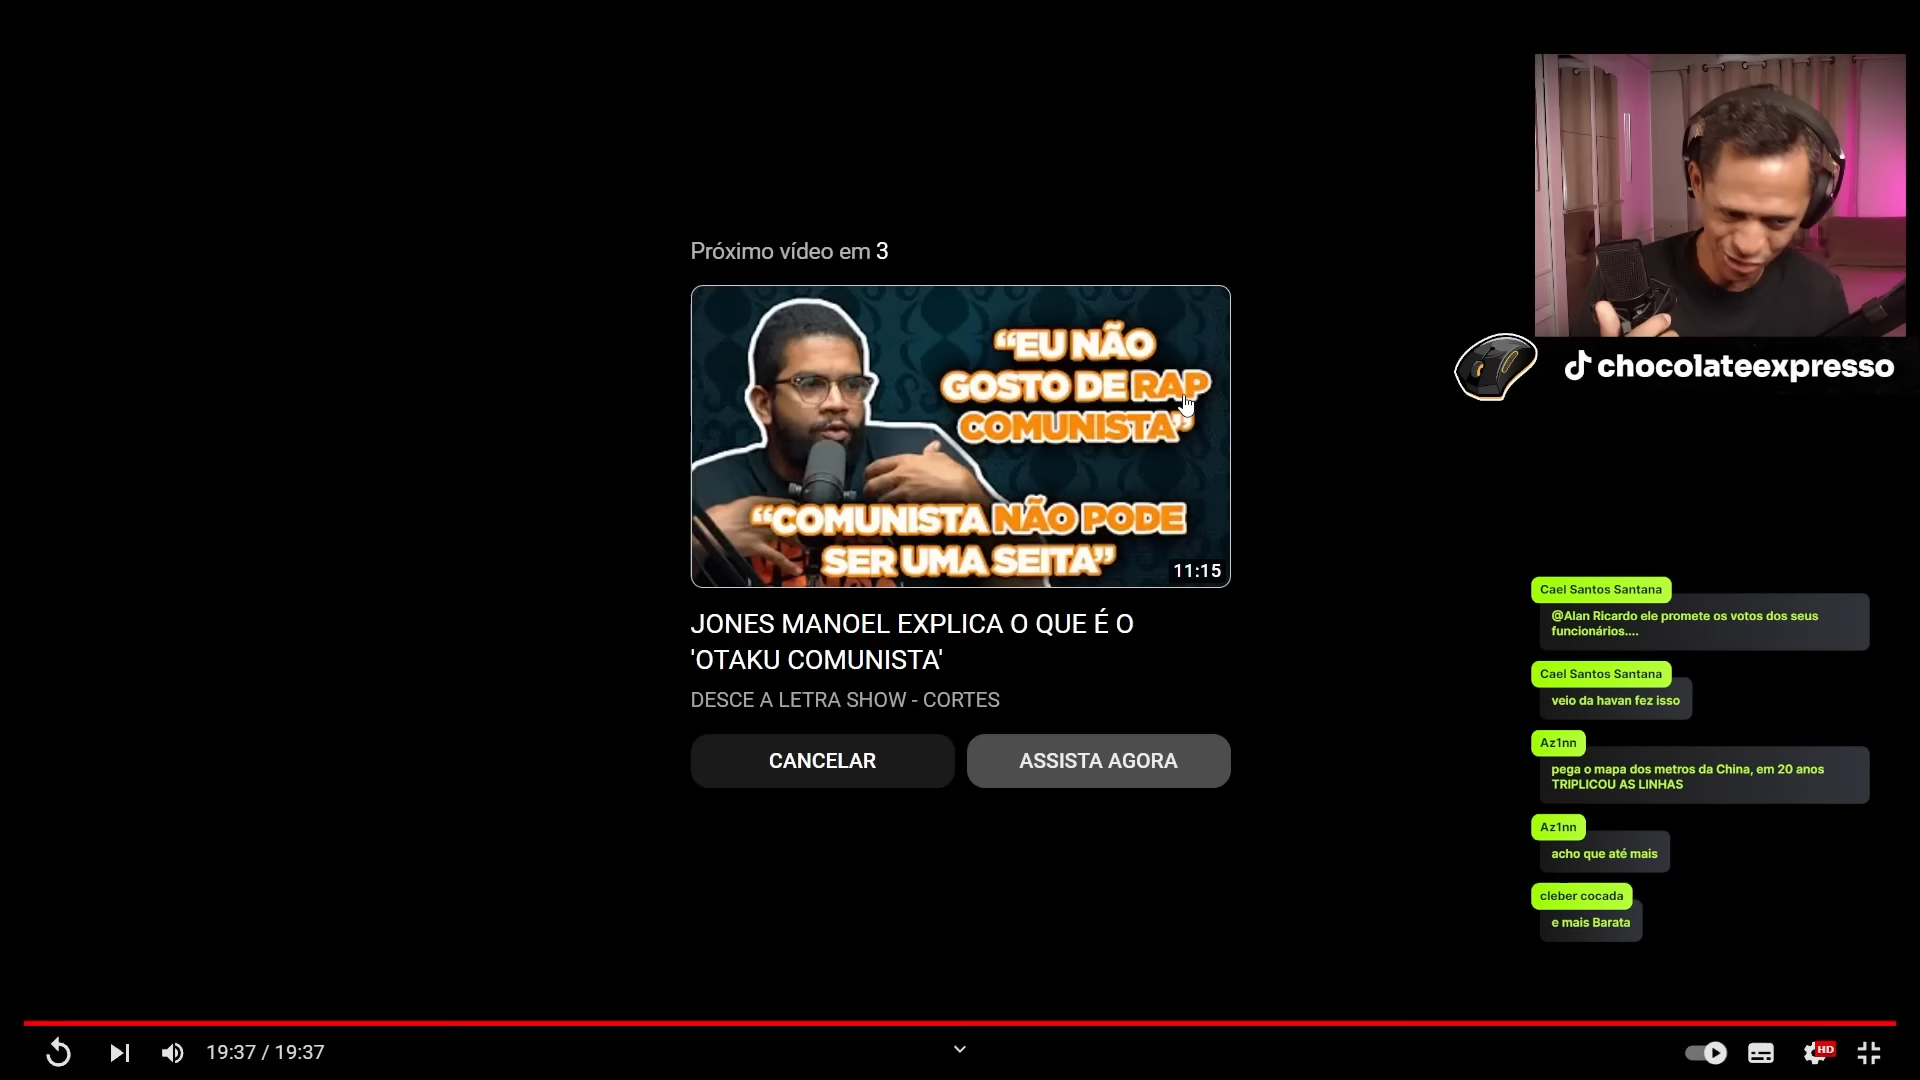 Próximo vídeo em 3
“EU NÃO
GOSTO DE RAP
COMUNISTA”
“COMUNISTA NÃO PODE
SER UMA SEITA”
11:15
JONES MANOEL EXPLICA O QUE É O
'OTAKU COMUNISTA'
DESCE A LETRA SHOW - CORTES
CANCELAR
ASSISTA AGORA
chocolateexpresso
Cael Santos Santana
@Alan Ricardo ele promete os votos dos seus
funcionários....
Cael Santos Santana
veio da havan fez isso
Az1nn
pega o mapa dos metros da China, em 20 anos
TRIPLICOU AS LINHAS
Az1nn
acho que até mais
cleber cocada
e mais Barata
19:37 / 19:37
HD